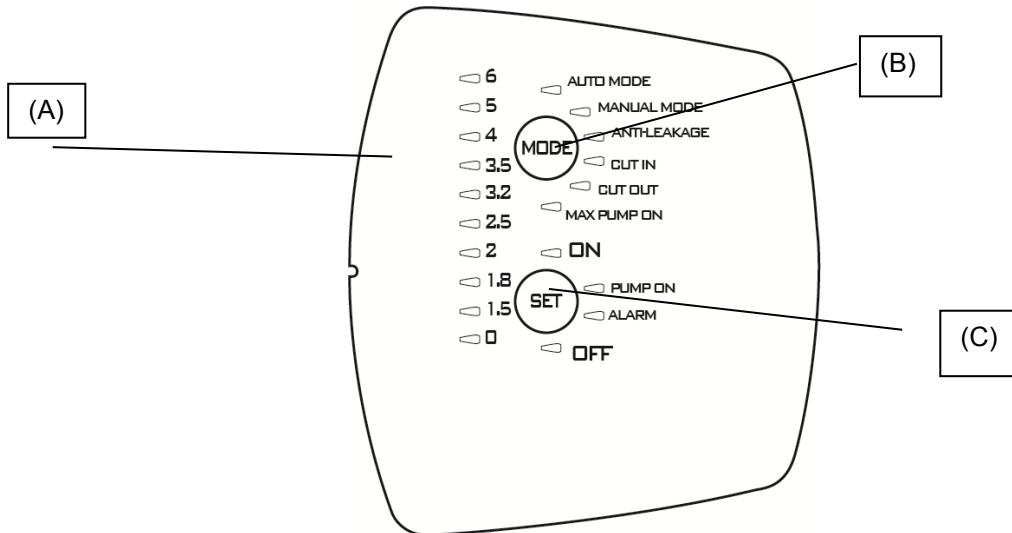 (A)
(B)
(C)
6
5
4
3.5
3.2
2.5
2
1.8
1.5
0
AUTO MODE
MANUAL MODE
ANTI-LEAKAGE
MODE
CUT IN
CUT OUT
MAX PUMP ON
ON
PUMP ON
SET
ALARM
OFF